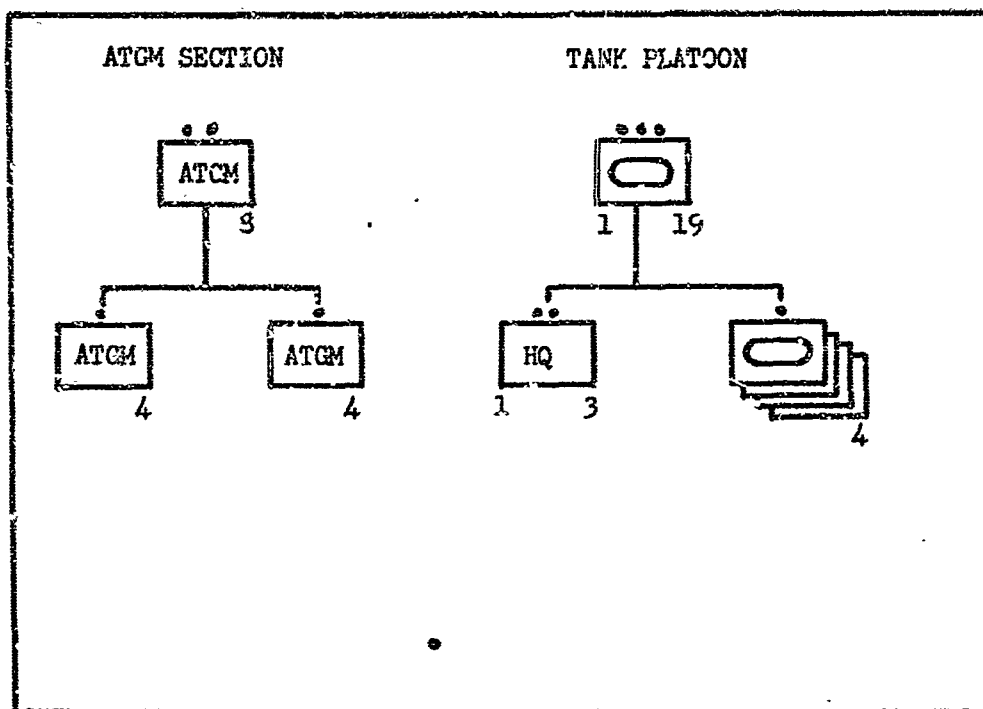 ATGM SECTION
TANK PLATOON
ATGM
8
1 19
ATGM
4
ATGM
4
HQ
1 3
4